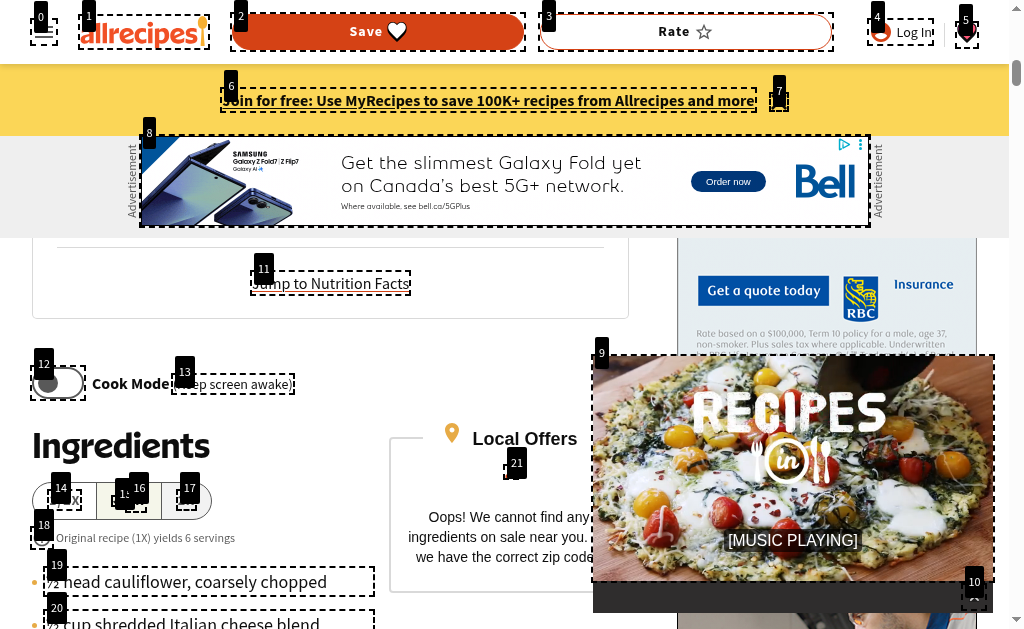 0
1
2
3
4
5
allrecipes
Save
Rate
Log In
6
7
Join for free: Use MyRecipes to save 100K+ recipes from Allrecipes and more
8
Advertisement
SAMSUNG
Galaxy Z Fold7 | Z Flip7
Galaxy AI
Get the slimmest Galaxy Fold yet
on Canada's best 5G+ network.
Where available. see bell.ca/5GPlus
Order now
Bell
Advertisement
11
Jump to Nutrition Facts
Get a quote today
RBC
Insurance
Rate based on a $100,000, Term 10 policy for a male, age 37,
non-smoker. Plus sales tax where applicable. Underwritten
12
13
Cook Mode (Keep screen awake)
9
RECIPES
in
[MUSIC PLAYING]
10
Ingredients
14
15
16
17
X
18
Original recipe (1X) yields 6 servings
19
½ head cauliflower, coarsely chopped
20
½ cup shredded Italian cheese blend
Local Offers
21
Oops! We cannot find any
ingredients on sale near you.
we have the correct zip code